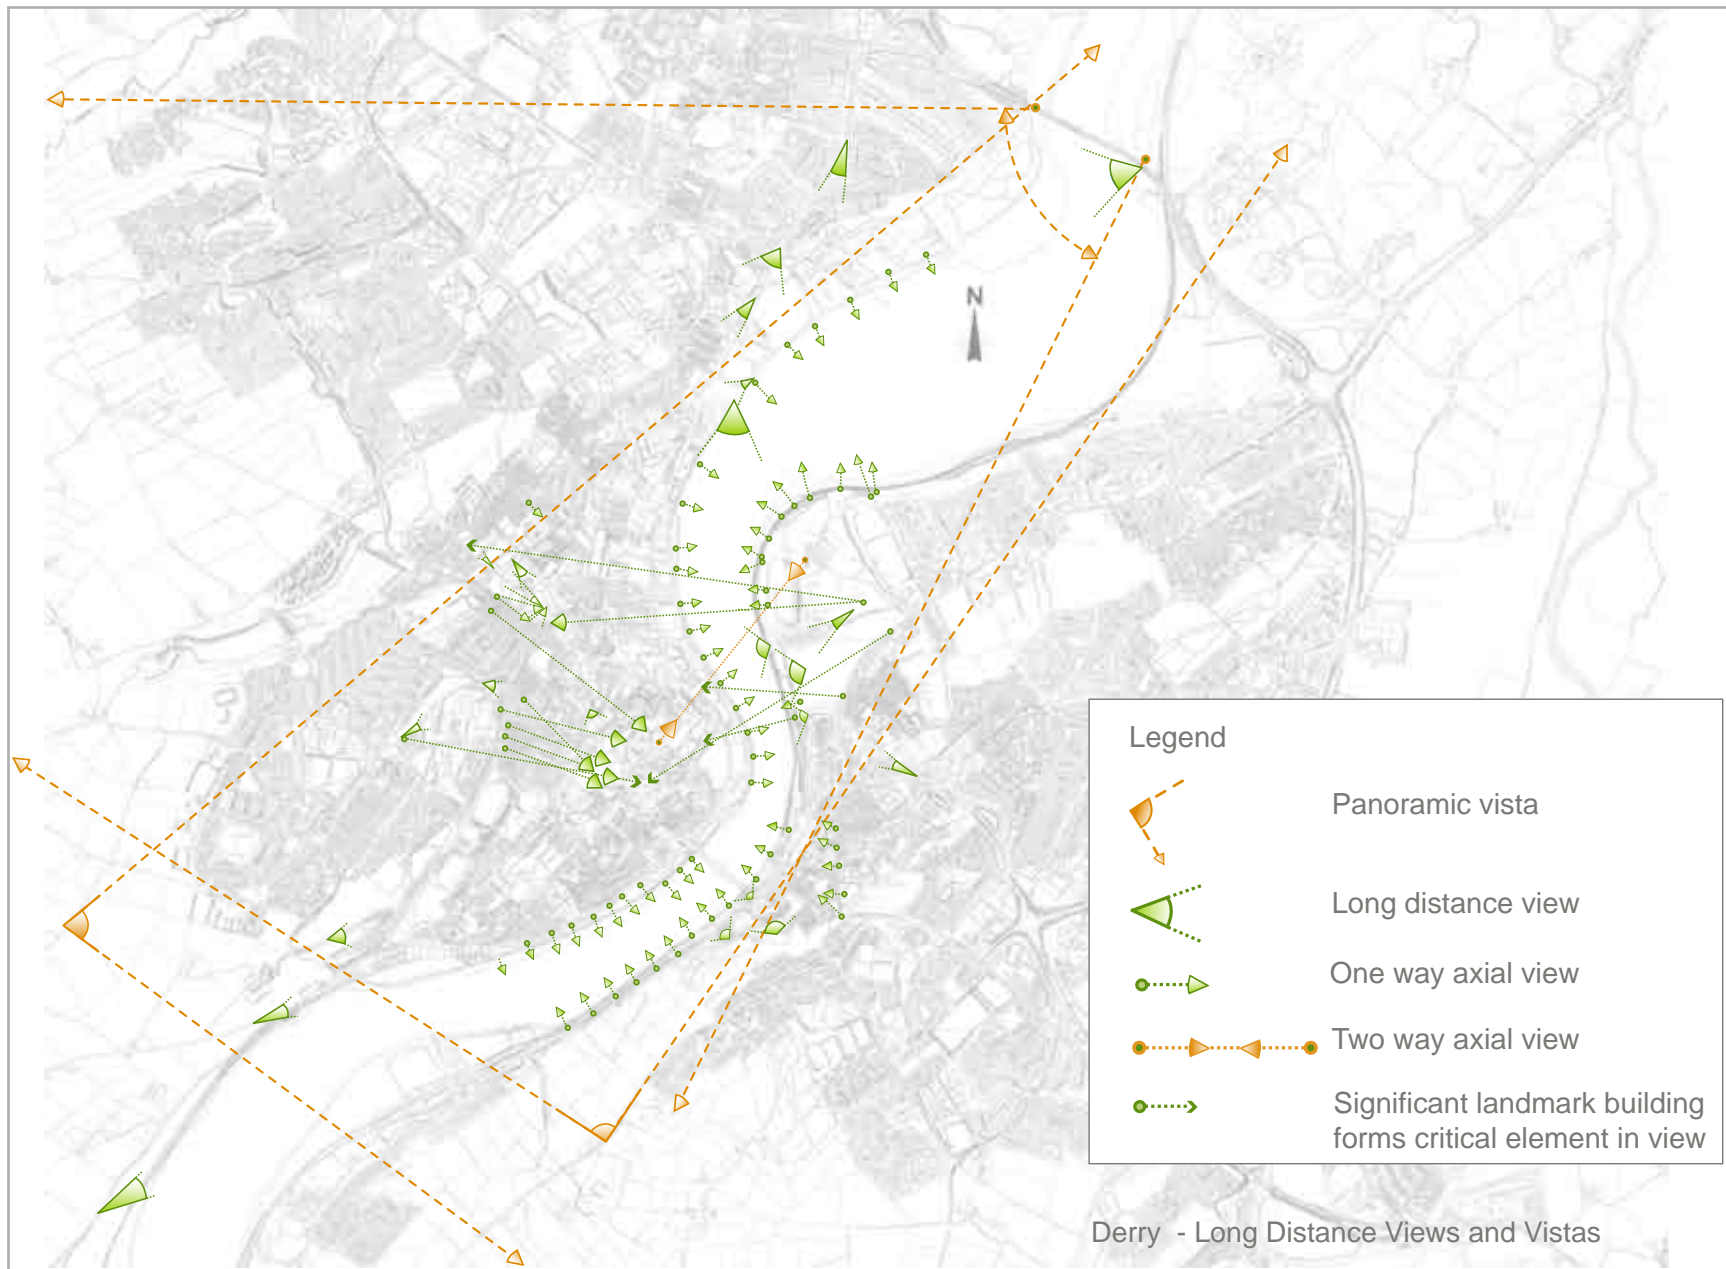 N
Legend
Panoramic vista
Long distance view
One way axial view
Two way axial view
Significant landmark building
forms critical element in view
Derry - Long Distance Views and Vistas